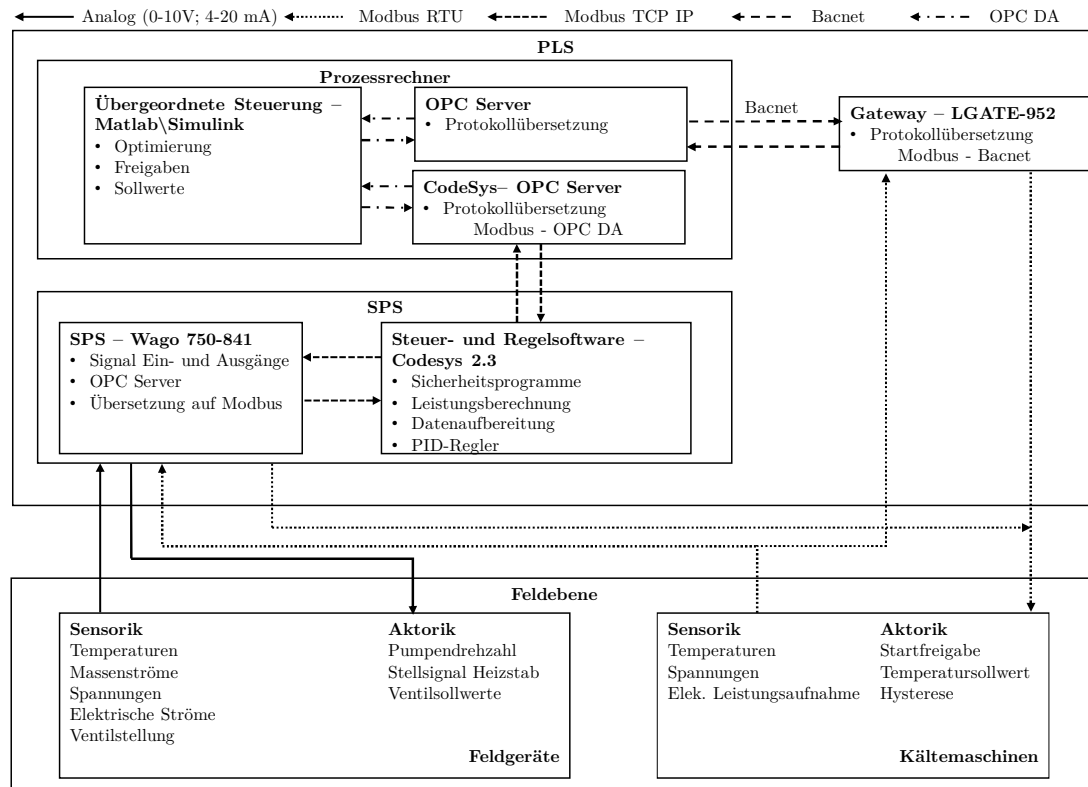 Analog (0-10V; 4-20 mA)
Modbus RTU
Modbus TCP IP
Bacnet
OPC DA
PLS
Prozessrechner
Übergeordnete Steuerung –
Matlab\Simulink
• Optimierung
• Freigaben
• Sollwerte
OPC Server
• Protokollübersetzung
CodeSys– OPC Server
• Protokollübersetzung
Modbus - OPC DA
Bacnet
Gateway – LGATE-952
• Protokollübersetzung
Modbus - Bacnet
SPS
SPS – Wago 750-841
• Signal Ein- und Ausgänge
• OPC Server
• Übersetzung auf Modbus
Steuer- und Regelsoftware –
Codesys 2.3
• Sicherheitsprogramme
• Leistungsberechnung
• Datenaufbereitung
• PID-Regler
Feldebene
Sensorik
Temperaturen
Massenströme
Spannungen
Elektrische Ströme
Ventilstellung
Aktorik
Pumpendrehzahl
Stellsignal Heizstab
Ventilsollwerte
Feldgeräte
Sensorik
Temperaturen
Spannungen
Elek. Leistungsaufnahme
Aktorik
Startfreigabe
Temperatursollwert
Hysterese
Kältemaschinen